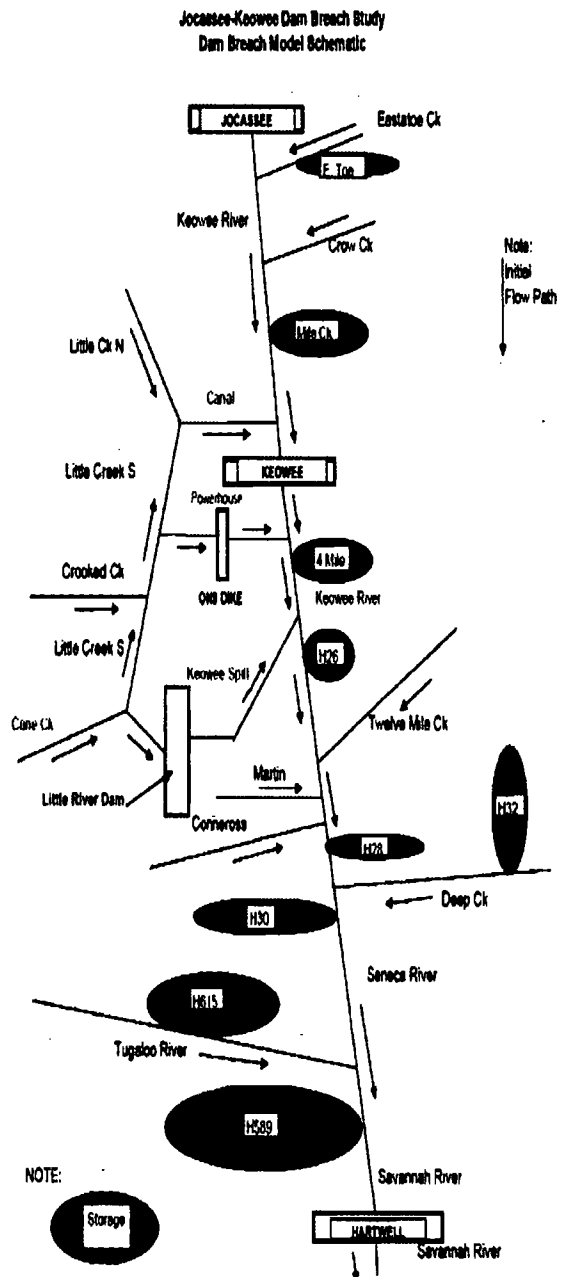 Jocassee-Keowee Dam Breach Study
Dam Breach Model Schematic
JOCASSEE
Eastatoe Ck
E. Toe
Keowee River
Crow Ck
Note:
Initial
Flow Path
Mile Ck
Little Ck N
Canal
Little Creek S
KEOWEE
Powerhouse
4 Mile
Crooked Ck
ONS DIKE
Keowee River
Little Creek S
H26
Keowee Spill
Cane Ck
Twelve Mile Ck
Martin
Little River Dam
H32
Conneross
H28
Deep Ck
H30
Seneca River
H615
Tugaloo River
H589
NOTE:
Savannah River
Storage
HARTWELL
Savannah River